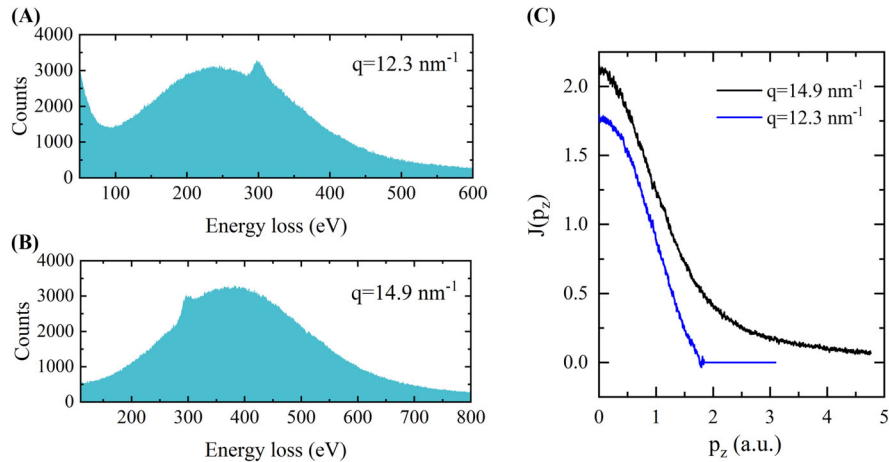 (A)
4000
3000
2000
1000
0
Counts
q=12.3 nm⁻¹
100 200 300 400 500 600
Energy loss (eV)
(B)
4000
3000
2000
1000
0
Counts
q=14.9 nm⁻¹
200 300 400 500 600 700 800
Energy loss (eV)
(C)
2.0
1.5
1.0
0.5
0.0
J(p_z)
q=14.9 nm⁻¹
q=12.3 nm⁻¹
0 1 2 3 4 5
p_z (a.u.)